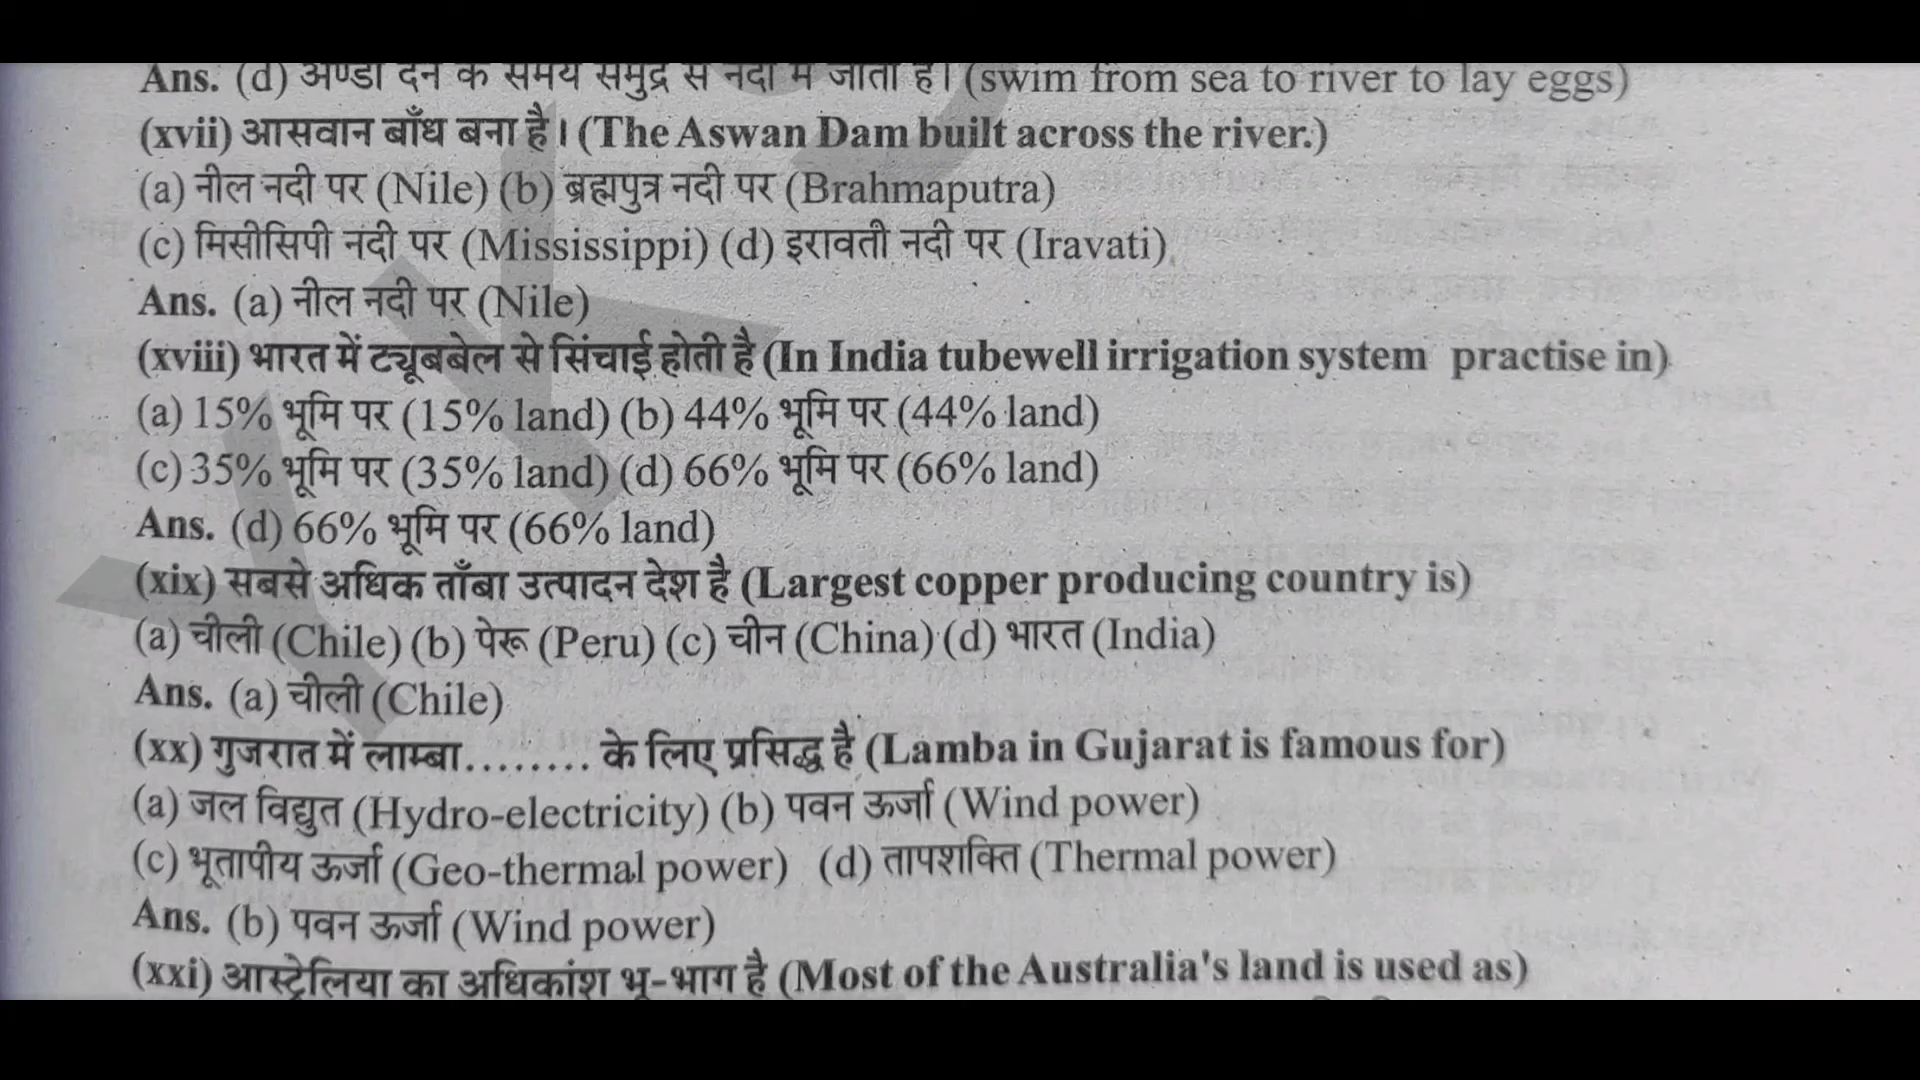 Ans. (d) अण्डा देने के समय समुद्र से नदी में जाती है। (swim from sea to river to lay eggs)
(xvii) आसवान बाँध बना है। (The Aswan Dam built across the river.)
(a) नील नदी पर (Nile) (b) ब्रह्मपुत्र नदी पर (Brahmaputra)
(c) मिसीसिपी नदी पर (Mississippi) (d) इरावती नदी पर (Iravati)
Ans. (a) नील नदी पर (Nile)
(xviii) भारत में ट्यूबबेल से सिंचाई होती है (In India tubewell irrigation system practise in)
(a) 15% भूमि पर (15% land) (b) 44% भूमि पर (44% land)
(c) 35% भूमि पर (35% land) (d) 66% भूमि पर (66% land)
Ans. (d) 66% भूमि पर (66% land)
(xix) सबसे अधिक ताँबा उत्पादन देश है (Largest copper producing country is)
(a) चीली (Chile) (b) पेरू (Peru) (c) चीन (China) (d) भारत (India)
Ans. (a) चीली (Chile)
(xx) गुजरात में लाम्बा........ के लिए प्रसिद्ध है (Lamba in Gujarat is famous for)
(a) जल विद्युत (Hydro-electricity) (b) पवन ऊर्जा (Wind power)
(c) भूतापीय ऊर्जा (Geo-thermal power) (d) तापशक्ति (Thermal power)
Ans. (b) पवन ऊर्जा (Wind power)
(xxi) आस्ट्रेलिया का अधिकांश भू-भाग है (Most of the Australia's land is used as)